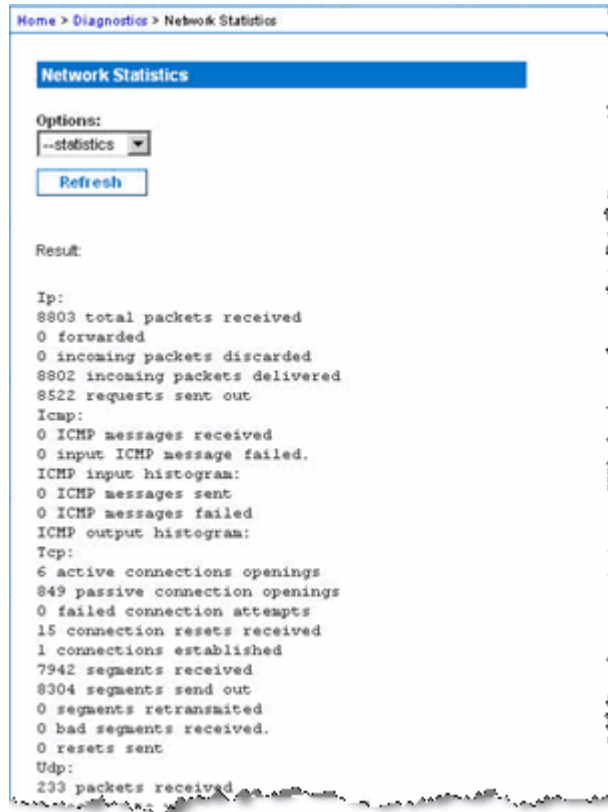 Home > Diagnostics > Network Statistics
Network Statistics
Options:
--statistics
Refresh
Result:
Ip:
8803 total packets received
0 forwarded
0 incoming packets discarded
8802 incoming packets delivered
8522 requests sent out
Icmp:
0 ICMP messages received
0 input ICMP message failed.
ICMP input histogram:
0 ICMP messages sent
0 ICMP messages failed
ICMP output histogram:
Tcp:
6 active connections openings
849 passive connection openings
0 failed connection attempts
15 connection resets received
1 connections established
7942 segments received
8304 segments send out
0 segments retransmited
0 bad segments received.
0 resets sent
Udp:
233 packets received